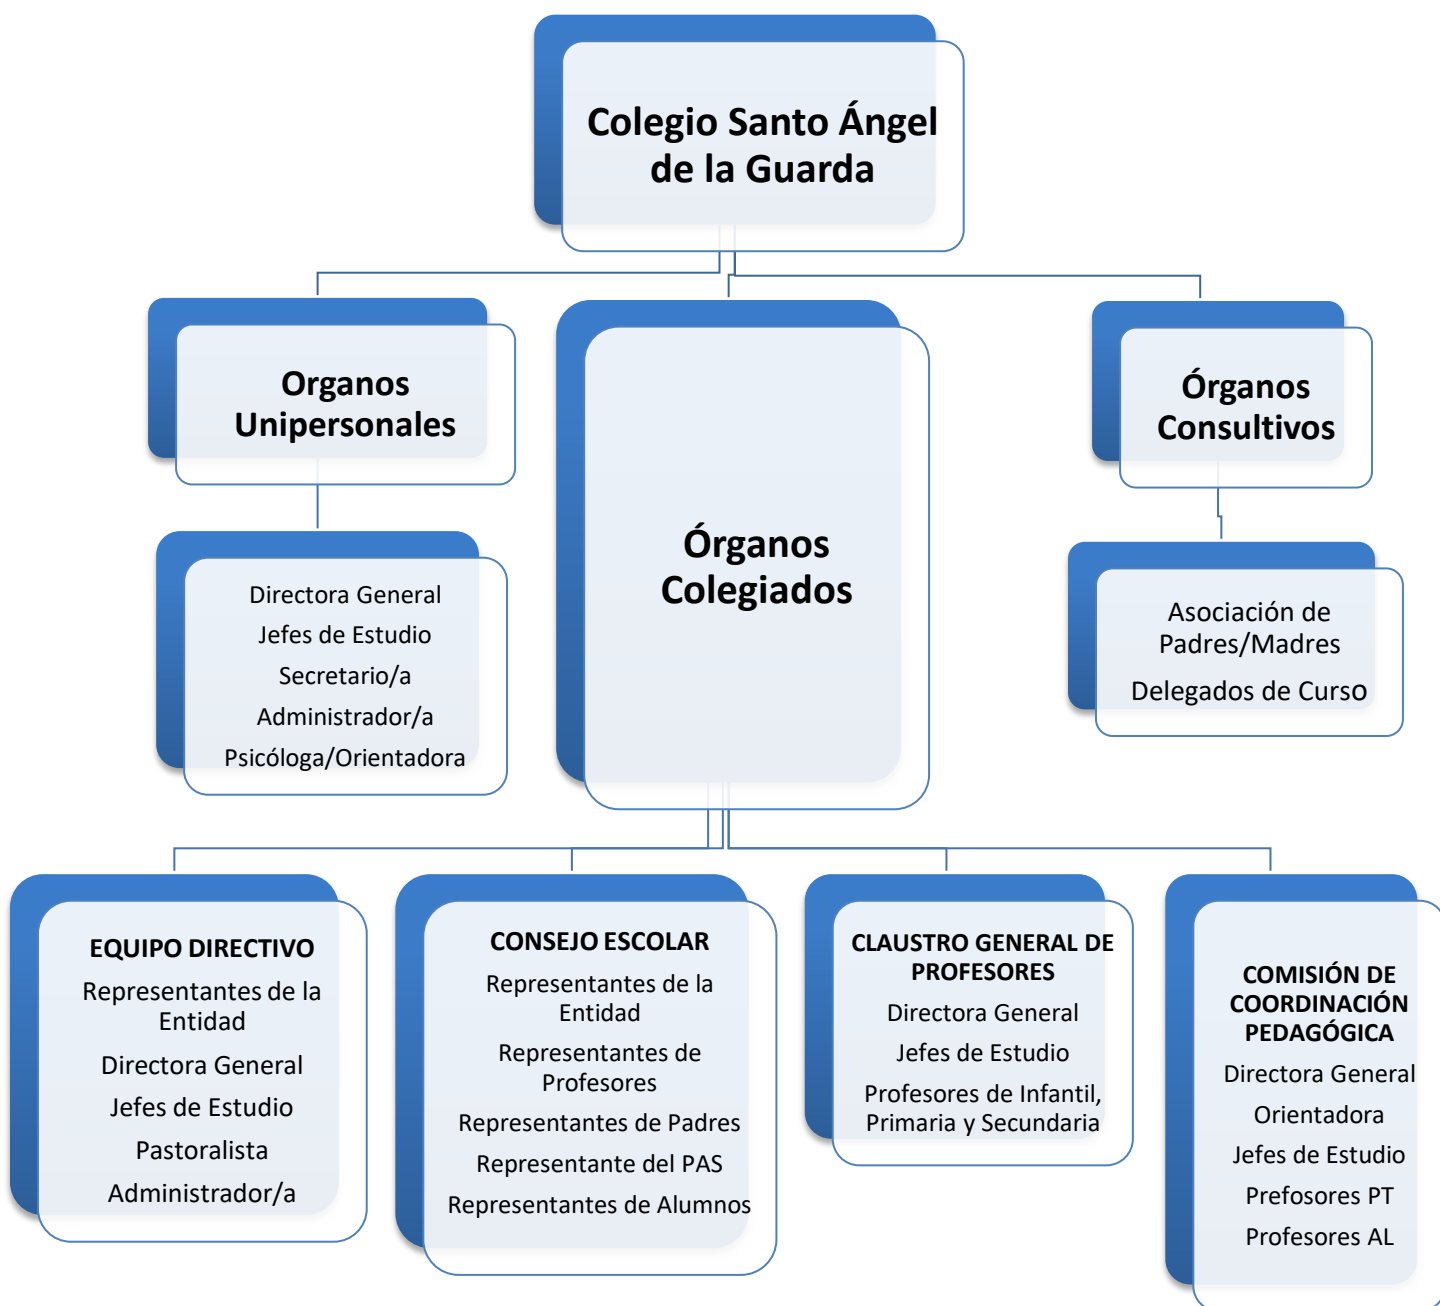 Colegio Santo Ángel
de la Guarda
Organos
Unipersonales
Órganos
Colegiados
Órganos
Consultivos
Directora General
Jefes de Estudio
Secretario/a
Administrador/a
Psicóloga/Orientadora
Asociación de
Padres/Madres
Delegados de Curso
EQUIPO DIRECTIVO
Representantes de la
Entidad
Directora General
Jefes de Estudio
Pastoralista
Administrador/a
CONSEJO ESCOLAR
Representantes de la
Entidad
Representantes de
Profesores
Representantes de Padres
Representante del PAS
Representantes de Alumnos
CLAUSTRO GENERAL DE
PROFESORES
Directora General
Jefes de Estudio
Profesores de Infantil,
Primaria y Secundaria
COMISIÓN DE
COORDINACIÓN
PEDAGÓGICA
Directora General
Orientadora
Jefes de Estudio
Prefosores PT
Profesores AL